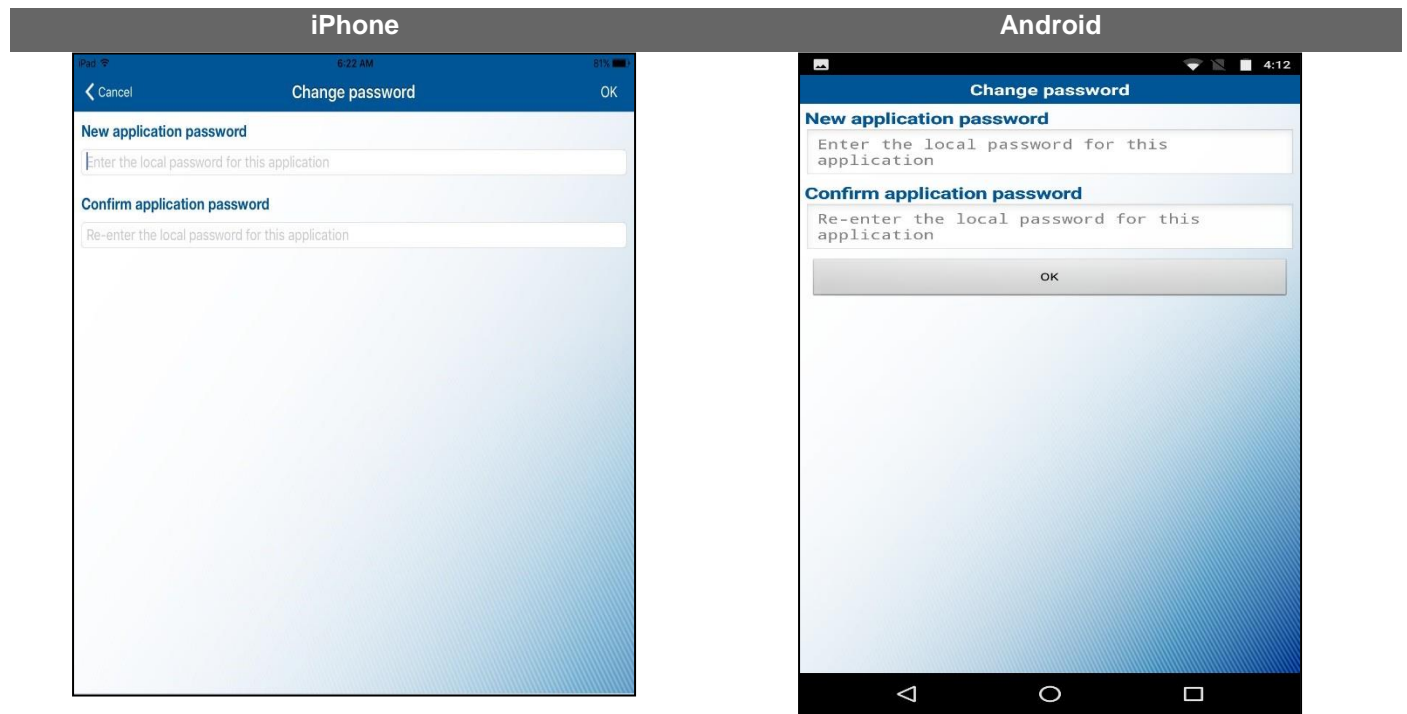 iPhone
Android
iPad 6:22 AM 81%
Cancel Change password OK
New application password
Enter the local password for this application
Confirm application password
Re-enter the local password for this application
4:12
Change password
New application password
Enter the local password for this
application
Confirm application password
Re-enter the local password for this
application
OK